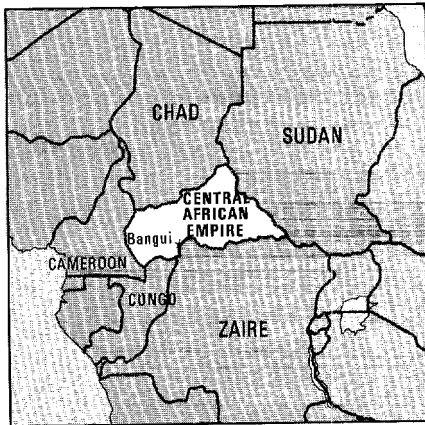 CHAD
SUDAN
CENTRAL
AFRICAN
EMPIRE
Bangui
CAMEROON
CONGO
ZAIRE